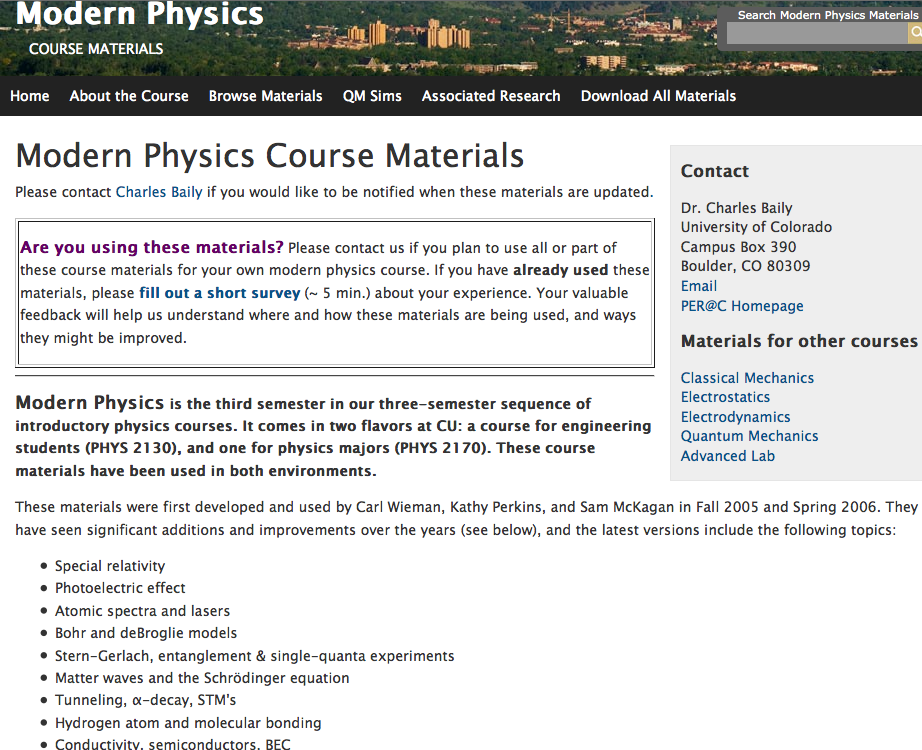 Modern Physics
COURSE MATERIALS
Search Modern Physics Materials
Home About the Course Browse Materials QM Sims Associated Research Download All Materials
Modern Physics Course Materials
Please contact Charles Baily if you would like to be notified when these materials are updated.
Are you using these materials? Please contact us if you plan to use all or part of
these course materials for your own modern physics course. If you have already used these
materials, please fill out a short survey (~ 5 min.) about your experience. Your valuable
feedback will help us understand where and how these materials are being used, and ways
they might be improved.
Modern Physics is the third semester in our three-semester sequence of
introductory physics courses. It comes in two flavors at CU: a course for engineering
students (PHYS 2130), and one for physics majors (PHYS 2170). These course
materials have been used in both environments.
Contact
Dr. Charles Baily
University of Colorado
Campus Box 390
Boulder, CO 80309
Email
PER@C Homepage
Materials for other courses
Classical Mechanics
Electrostatics
Electrodynamics
Quantum Mechanics
Advanced Lab
These materials were first developed and used by Carl Wieman, Kathy Perkins, and Sam McKagan in Fall 2005 and Spring 2006. They
have seen significant additions and improvements over the years (see below), and the latest versions include the following topics:
• Special relativity
• Photoelectric effect
• Atomic spectra and lasers
• Bohr and deBroglie models
• Stern-Gerlach, entanglement & single-quanta experiments
• Matter waves and the Schrödinger equation
• Tunneling, α-decay, STM's
• Hydrogen atom and molecular bonding
• Conductivity, semiconductors, BEC